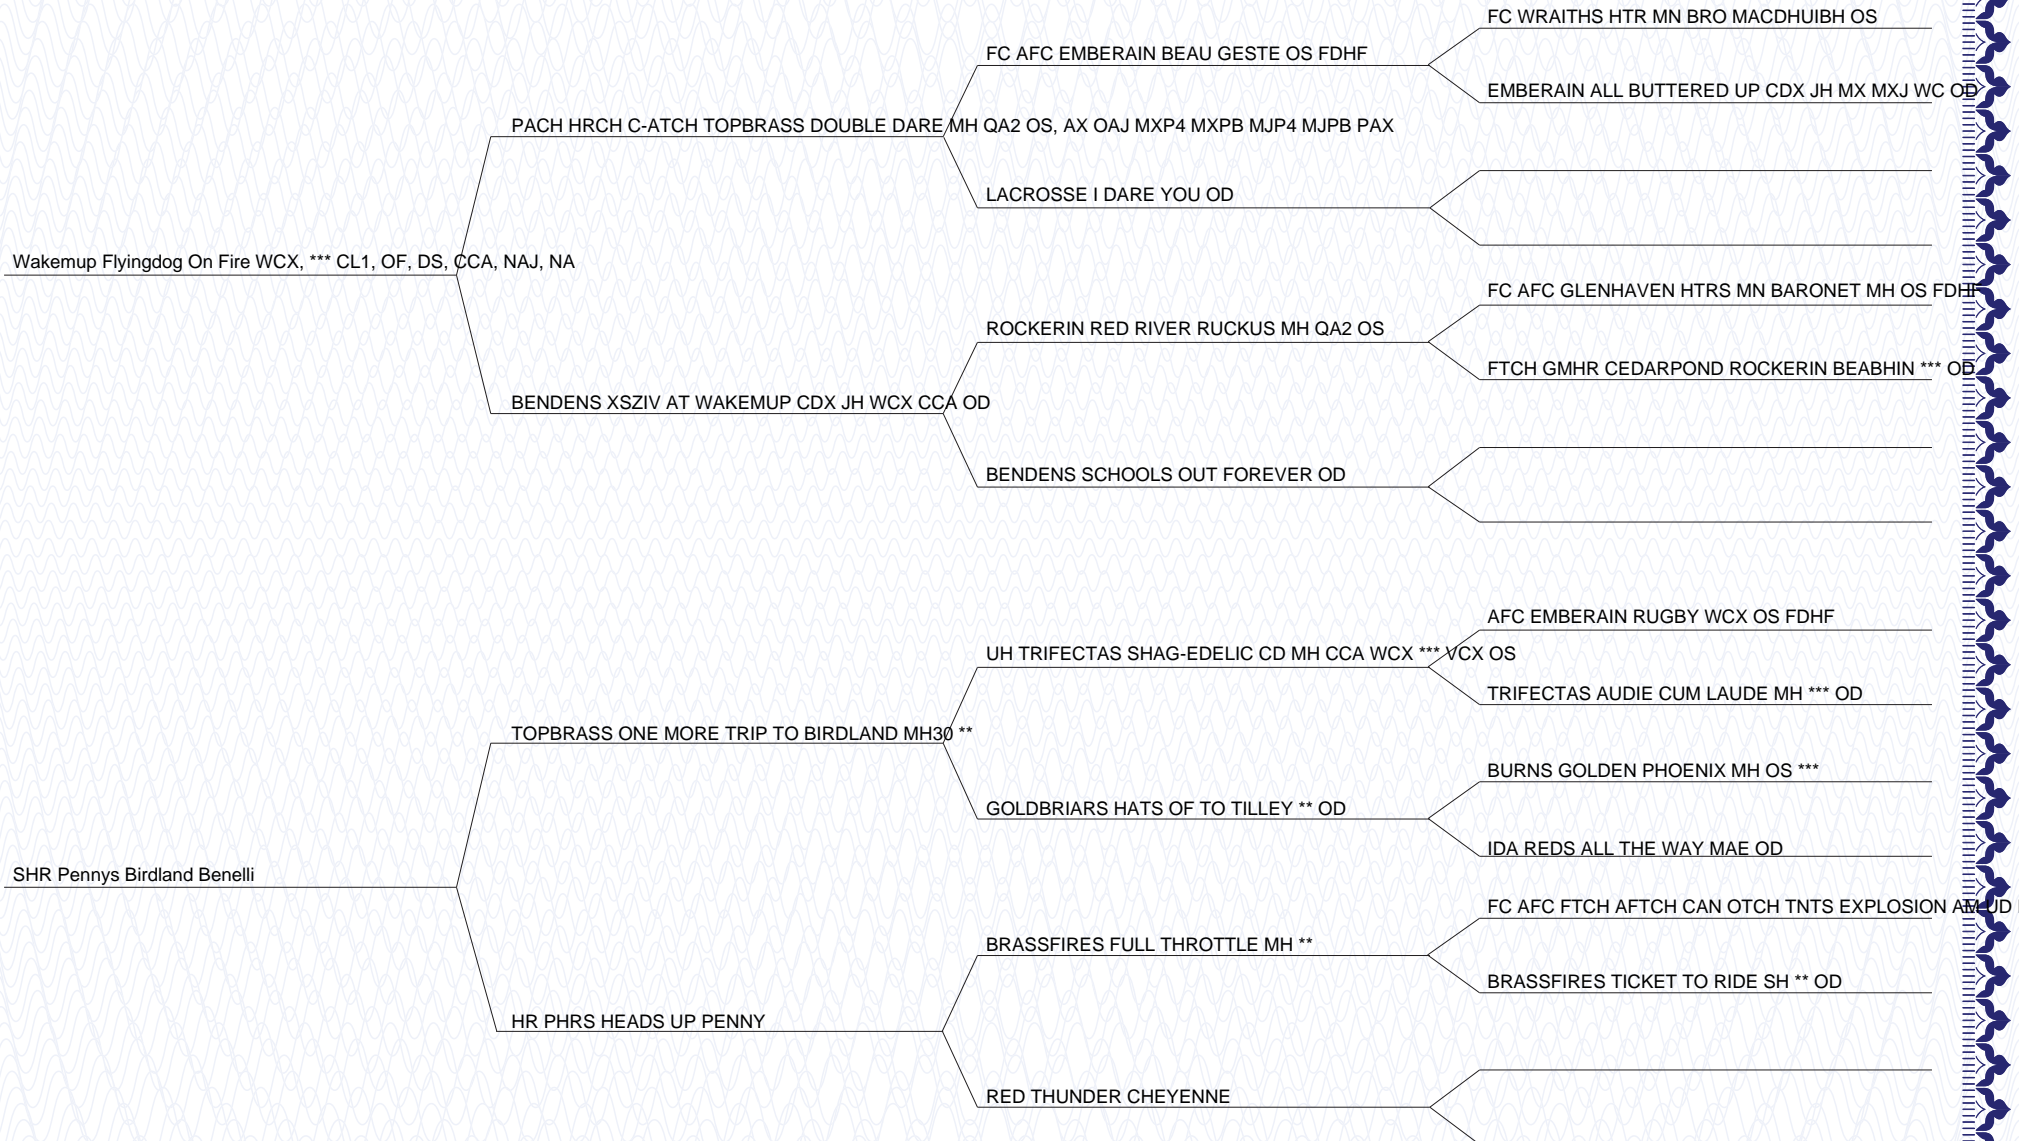 FC WRAITHS HTR MN BRO MACDHUIBH OS
FC AFC EMBERAIN BEAU GESTE OS FDHF
EMBERAIN ALL BUTTERED UP CDX JH MX MXJ WC OD
PACH HRCH C-ATCH TOPBRASS DOUBLE DARE MH QA2 OS, AX OAJ MXP4 MXPB MJP4 MJPB PAX
LACROSSE I DARE YOU OD
Wakemup Flyingdog On Fire WCX, *** CL1, OF, DS, CCA, NAJ, NA
FC AFC GLENHAVEN HTRS MN BARONET MH OS FDHF
ROCKERIN RED RIVER RUCKUS MH QA2 OS
FTCH GMHR CEDARPOND ROCKERIN BEABHIN *** OD
BENDENS XSZIV AT WAKEMUP CDX JH WCX CCA OD
BENDENS SCHOOLS OUT FOREVER OD
AFC EMBERAIN RUGBY WCX OS FDHF
UH TRIFECTAS SHAG-EDELIC CD MH CCA WCX *** VCX OS
TRIFECTAS AUDIE CUM LAUDE MH *** OD
TOPBRASS ONE MORE TRIP TO BIRDLAND MH30 **
BURNS GOLDEN PHOENIX MH OS ***
GOLDBRIARS HATS OF TO TILLEY ** OD
IDA REDS ALL THE WAY MAE OD
SHR Pennys Birdland Benelli
FC AFC FTCH AFTCH CAN OTCH TNTS EXPLOSION AM UD
BRASSFIRES FULL THROTTLE MH **
BRASSFIRES TICKET TO RIDE SH ** OD
HR PHRS HEADS UP PENNY
RED THUNDER CHEYENNE